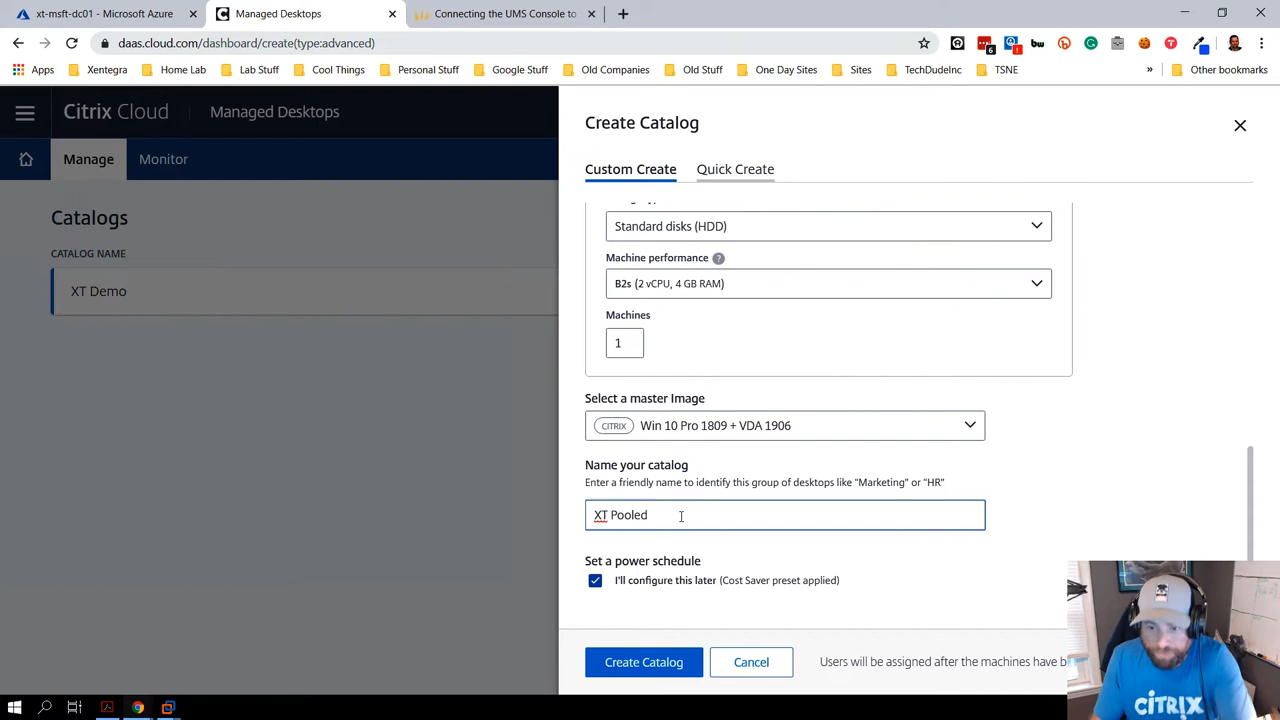 xt-msft-dc01 - Microsoft Azure
Managed Desktops
Connecting the UMS Console to
daas.cloud.com/dashboard/create(type:advanced)
Apps
Xentegra
Home Lab
Lab Stuff
Cool Things
Personal Stuff
Google Stuff
Old Companies
Old Stuff
One Day Sites
Sites
TechDudeInc
TSNE
Other bookmarks
Citrix Cloud
Managed Desktops
Manage
Monitor
Catalogs
CATALOG NAME
XT Demo
Create Catalog
Custom Create
Quick Create
Standard disks (HDD)
Machine performance
B2s (2 vCPU, 4 GB RAM)
Machines
1
Select a master Image
CITRIX Win 10 Pro 1809 + VDA 1906
Name your catalog
Enter a friendly name to identify this group of desktops like "Marketing" or "HR"
XT Pooled
Set a power schedule
I'll configure this later (Cost Saver preset applied)
Create Catalog
Cancel
Users will be assigned after the machines have be
CITRIX